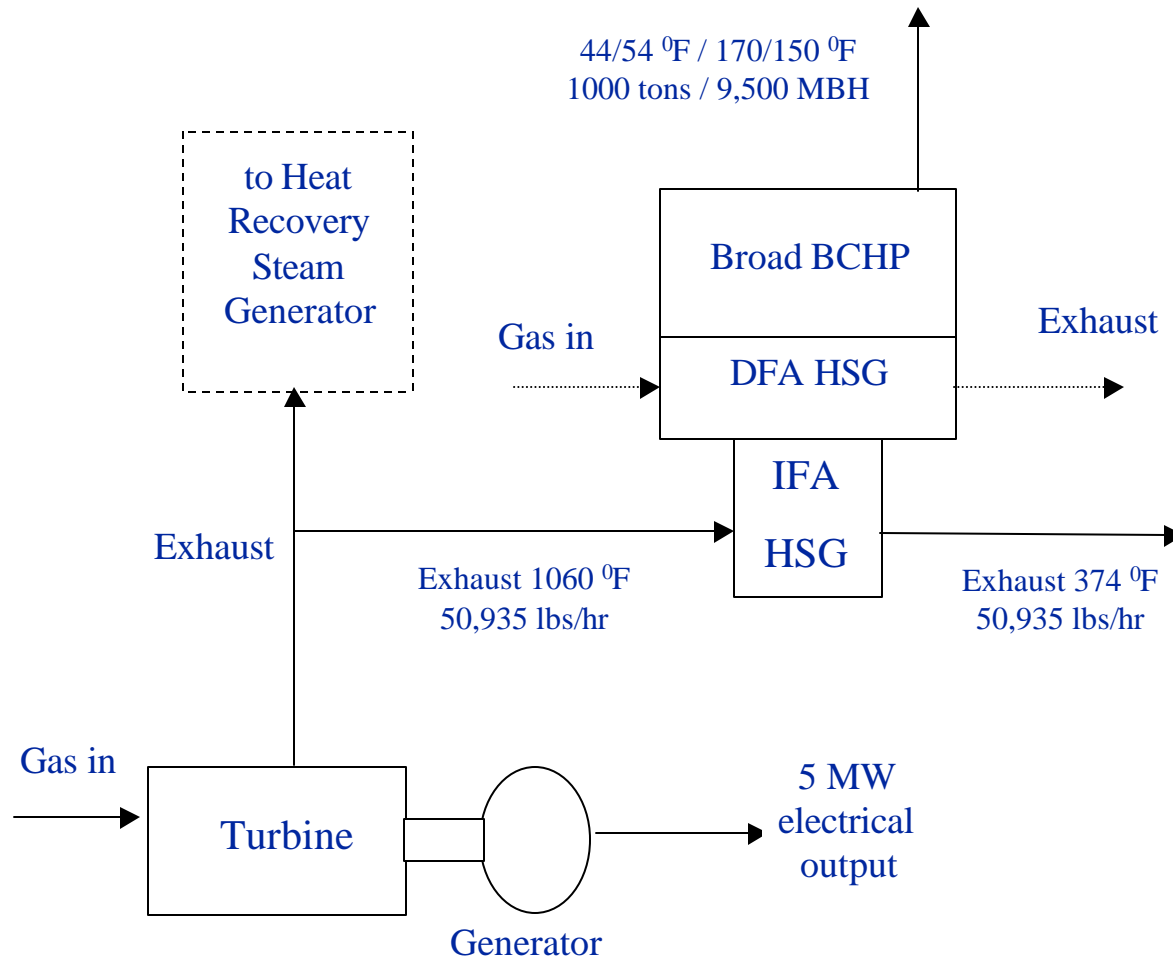 44/54 ⁰F / 170/150 ⁰F
1000 tons / 9,500 MBH
to Heat
Recovery
Steam
Generator
Broad BCHP
Gas in
DFA HSG
Exhaust
IFA
HSG
Exhaust
Exhaust 1060 ⁰F
50,935 lbs/hr
Exhaust 374 ⁰F
50,935 lbs/hr
Gas in
Turbine
5 MW
electrical
output
Generator